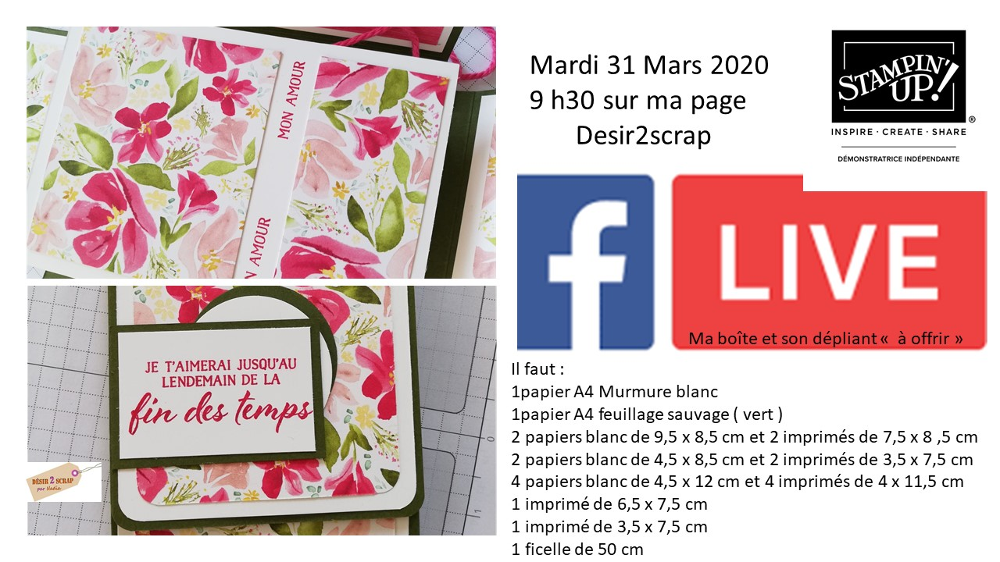 MON AMOUR
N AMOUR
JE T'AIMERAI JUSQU'AU
LENDEMAIN DE LA
fin des temps
DÉSIR 2 SCRAP
par Nadia
Mardi 31 Mars 2020
9 h30 sur ma page
Desir2scrap
STAMPIN' UP!®
INSPIRE · CREATE · SHARE
DÉMONSTRATRICE INDÉPENDANTE
f
LIVE
Ma boîte et son dépliant « à offrir »
Il faut :
1papier A4 Murmure blanc
1papier A4 feuillage sauvage ( vert )
2 papiers blanc de 9,5 x 8,5 cm et 2 imprimés de 7,5 x 8 ,5 cm
2 papiers blanc de 4,5 x 8,5 cm et 2 imprimés de 3,5 x 7,5 cm
4 papiers blanc de 4,5 x 12 cm et 4 imprimés de 4 x 11,5 cm
1 imprimé de 6,5 x 7,5 cm
1 imprimé de 3,5 x 7,5 cm
1 ficelle de 50 cm